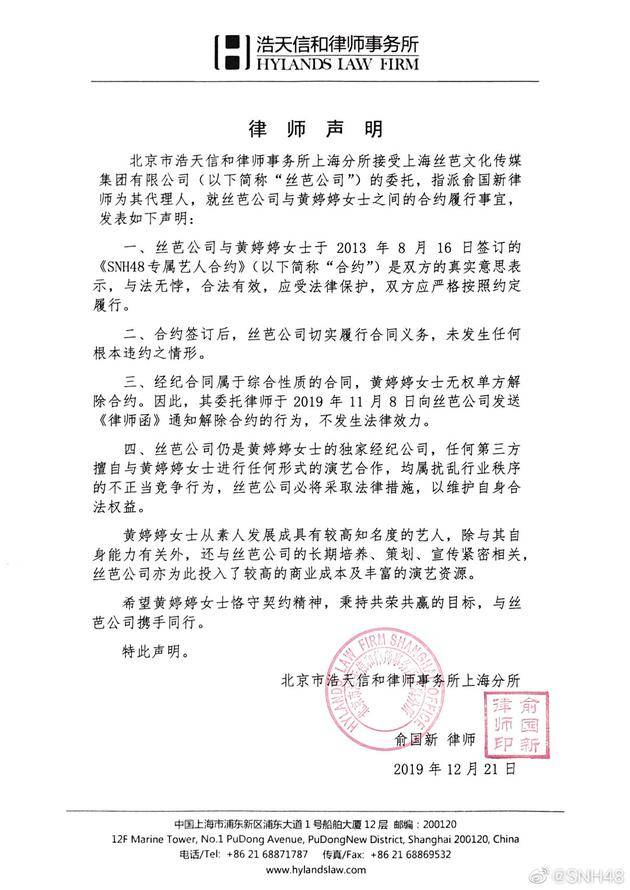 浩天信和律师事务所
HYLANDS LAW FIRM
律 师 声 明
北京市浩天信和律师事务所上海分所接受上海丝芭文化传媒
集团有限公司（以下简称“丝芭公司”）的委托，指派俞国新律
师为其代理人，就丝芭公司与黄婷婷女士之间的合约履行事宜，
发表如下声明：
一、丝芭公司与黄婷婷女士于 2013 年 8 月 16 日签订的
《SNH48 专属艺人合约》（以下简称“合约”）是双方的真实意思表
示，与法无悖，合法有效，应受法律保护，双方应严格按照约定
履行。
二、合约签订后，丝芭公司切实履行合同义务，未发生任何
根本违约之情形。
三、经纪合同属于综合性质的合同，黄婷婷女士无权单方解
除合约。因此，其委托律师于 2019 年 11 月 8 日向丝芭公司发送
《律师函》通知解除合约的行为，不发生法律效力。
四、丝芭公司仍是黄婷婷女士的独家经纪公司，任何第三方
擅自与黄婷婷女士进行任何形式的演艺合作，均属扰乱行业秩序
的不正当竞争行为，丝芭公司必将采取法律措施，以维护自身合
法权益。
黄婷婷女士从素人发展成具有较高知名度的艺人，除与其自
身能力有关外，还与丝芭公司的长期培养、策划、宣传紧密相关，
丝芭公司亦为此投入了较高的商业成本及丰富的演艺资源。
希望黄婷婷女士恪守契约精神，秉持共荣共赢的目标，与丝
芭公司携手同行。
特此声明。
北京市浩天信和律师事务所上海分所
HYLANDS LAW FIRM SHANGHAI OFFICE
俞国新 律师
俞国新
律师印
2019 年 12 月 21 日
中国上海市浦东新区浦东大道 1 号船舶大厦 12 层 邮编：200120
12F Marine Tower, No.1 PuDong Avenue, PuDongNew District, Shanghai 200120, China
电话/Tel: +86 21 68871787 传真/Fax: +86 21 68869532
www.hylandslaw.com
@SNH48